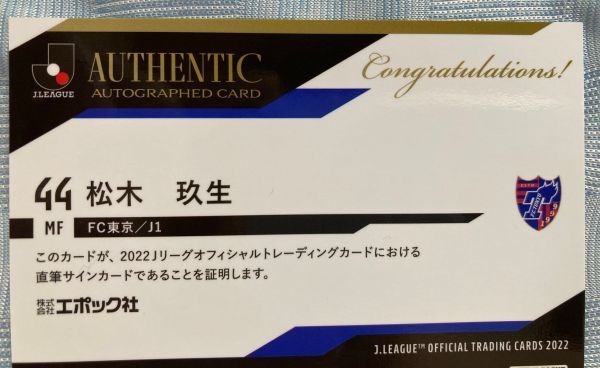 J.LEAGUE
AUTHENTIC
AUTOGRAPHED CARD
Congratulations!
44 松木 玖生
MF FC東京／J1
このカードが、2022Jリーグオフィシャルトレーディングカードにおける
直筆サインカードであることを証明します。
株式会社エポック社
J.LEAGUE™ OFFICIAL TRADING CARDS 2022